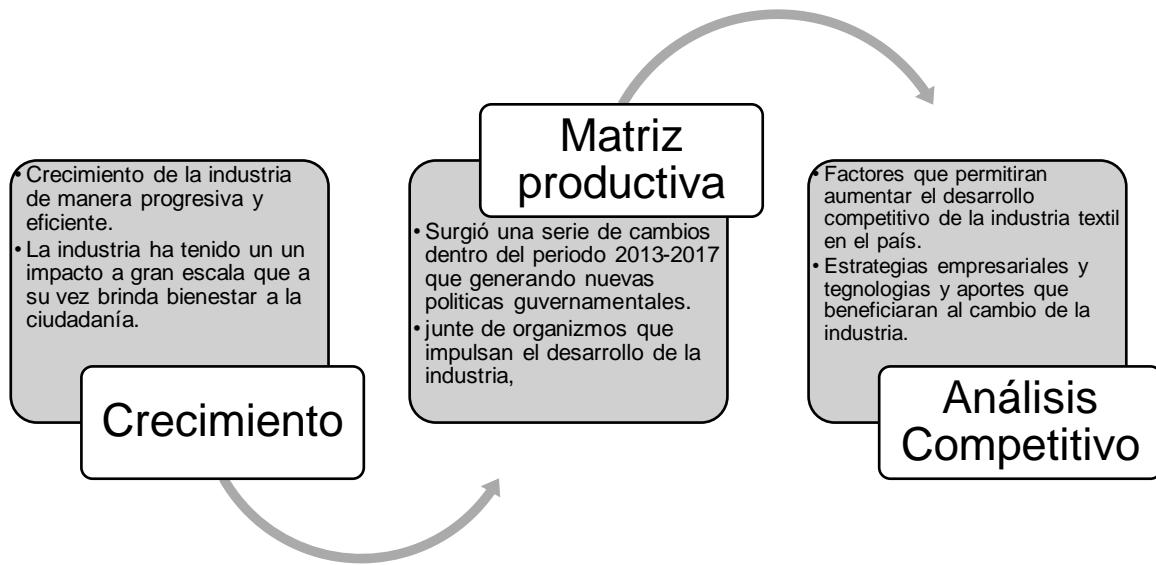 • Crecimiento de la industria
de manera progresiva y
eficiente.
• La industria ha tenido un un
impacto a gran escala que a
su vez brinda bienestar a la
ciudadanía.
Crecimiento
Matriz
productiva
• Surgió una serie de cambios
dentro del periodo 2013-2017
que generando nuevas
politicas guvernamentales.
• junte de organizmos que
impulsan el desarrollo de la
industria,
• Factores que permitiran
aumentar el desarrollo
competitivo de la industria textil
en el país.
• Estrategias empresariales y
tegnologias y aportes que
beneficiaran al cambio de la
industria.
Análisis
Competitivo